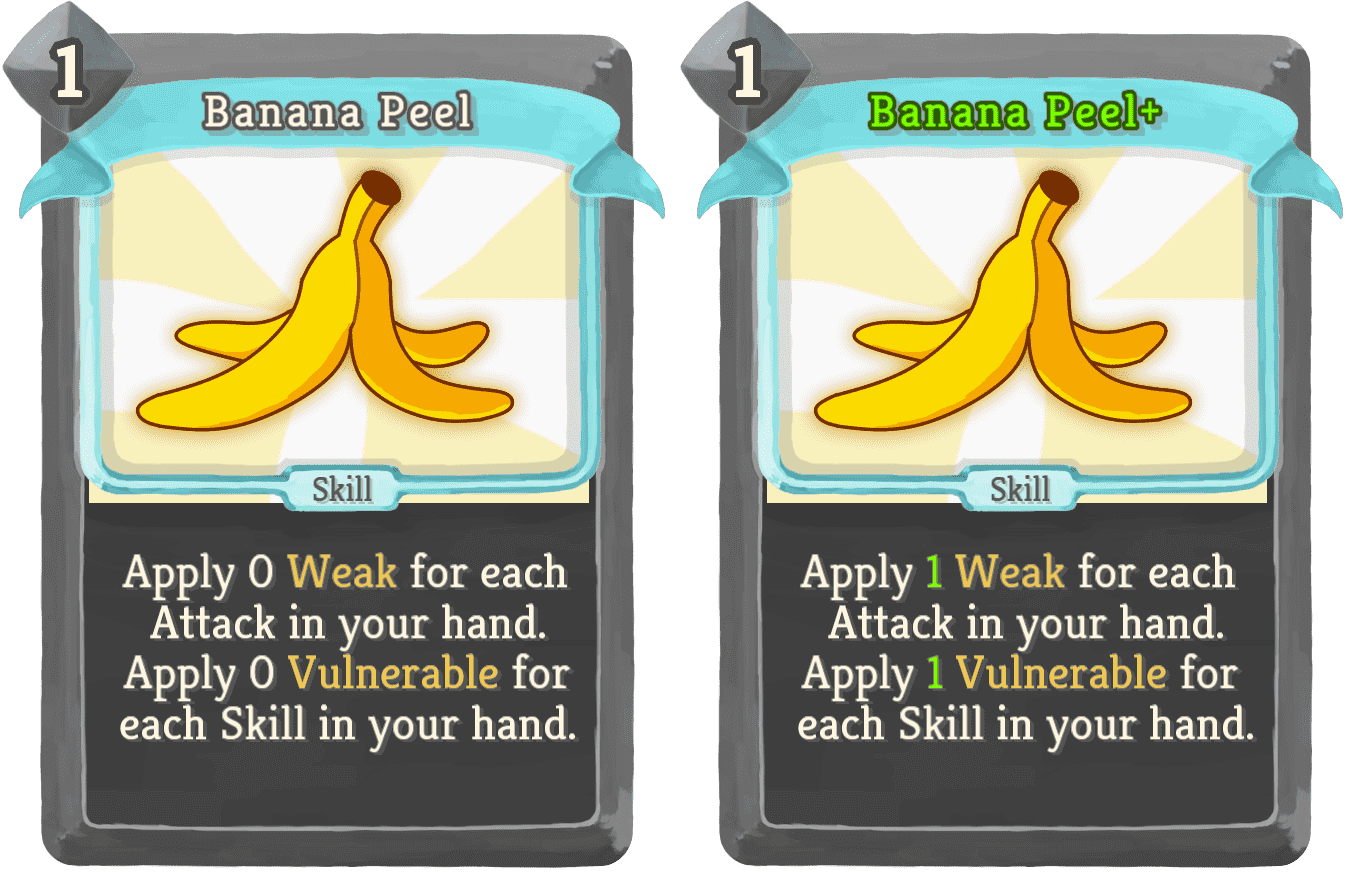 1
Banana Peel
Skill
Apply 0 Weak for each
Attack in your hand.
Apply 0 Vulnerable for
each Skill in your hand.
1
Banana Peel+
Skill
Apply 1 Weak for each
Attack in your hand.
Apply 1 Vulnerable for
each Skill in your hand.